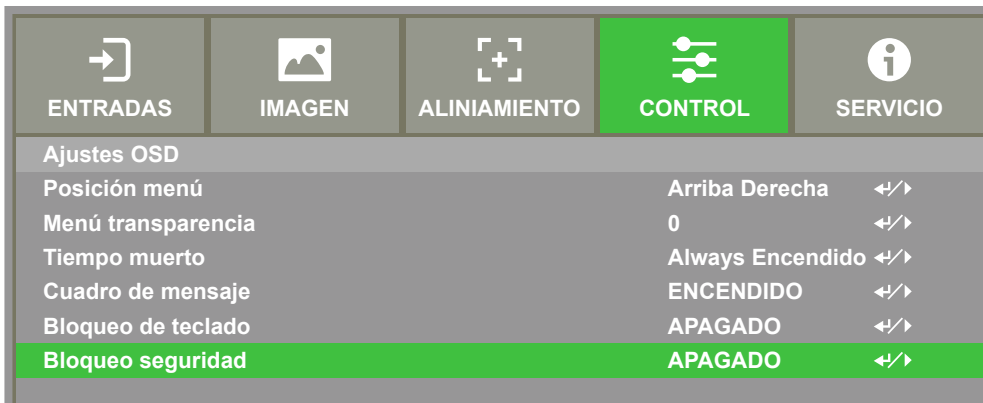 ENTRADAS IMAGEN ALINIAMIENTO CONTROL SERVICIO
Ajustes OSD
Posición menú Arriba Derecha
Menú transparencia 0
Tiempo muerto Always Encendido
Cuadro de mensaje ENCENDIDO
Bloqueo de teclado APAGADO
Bloqueo seguridad APAGADO